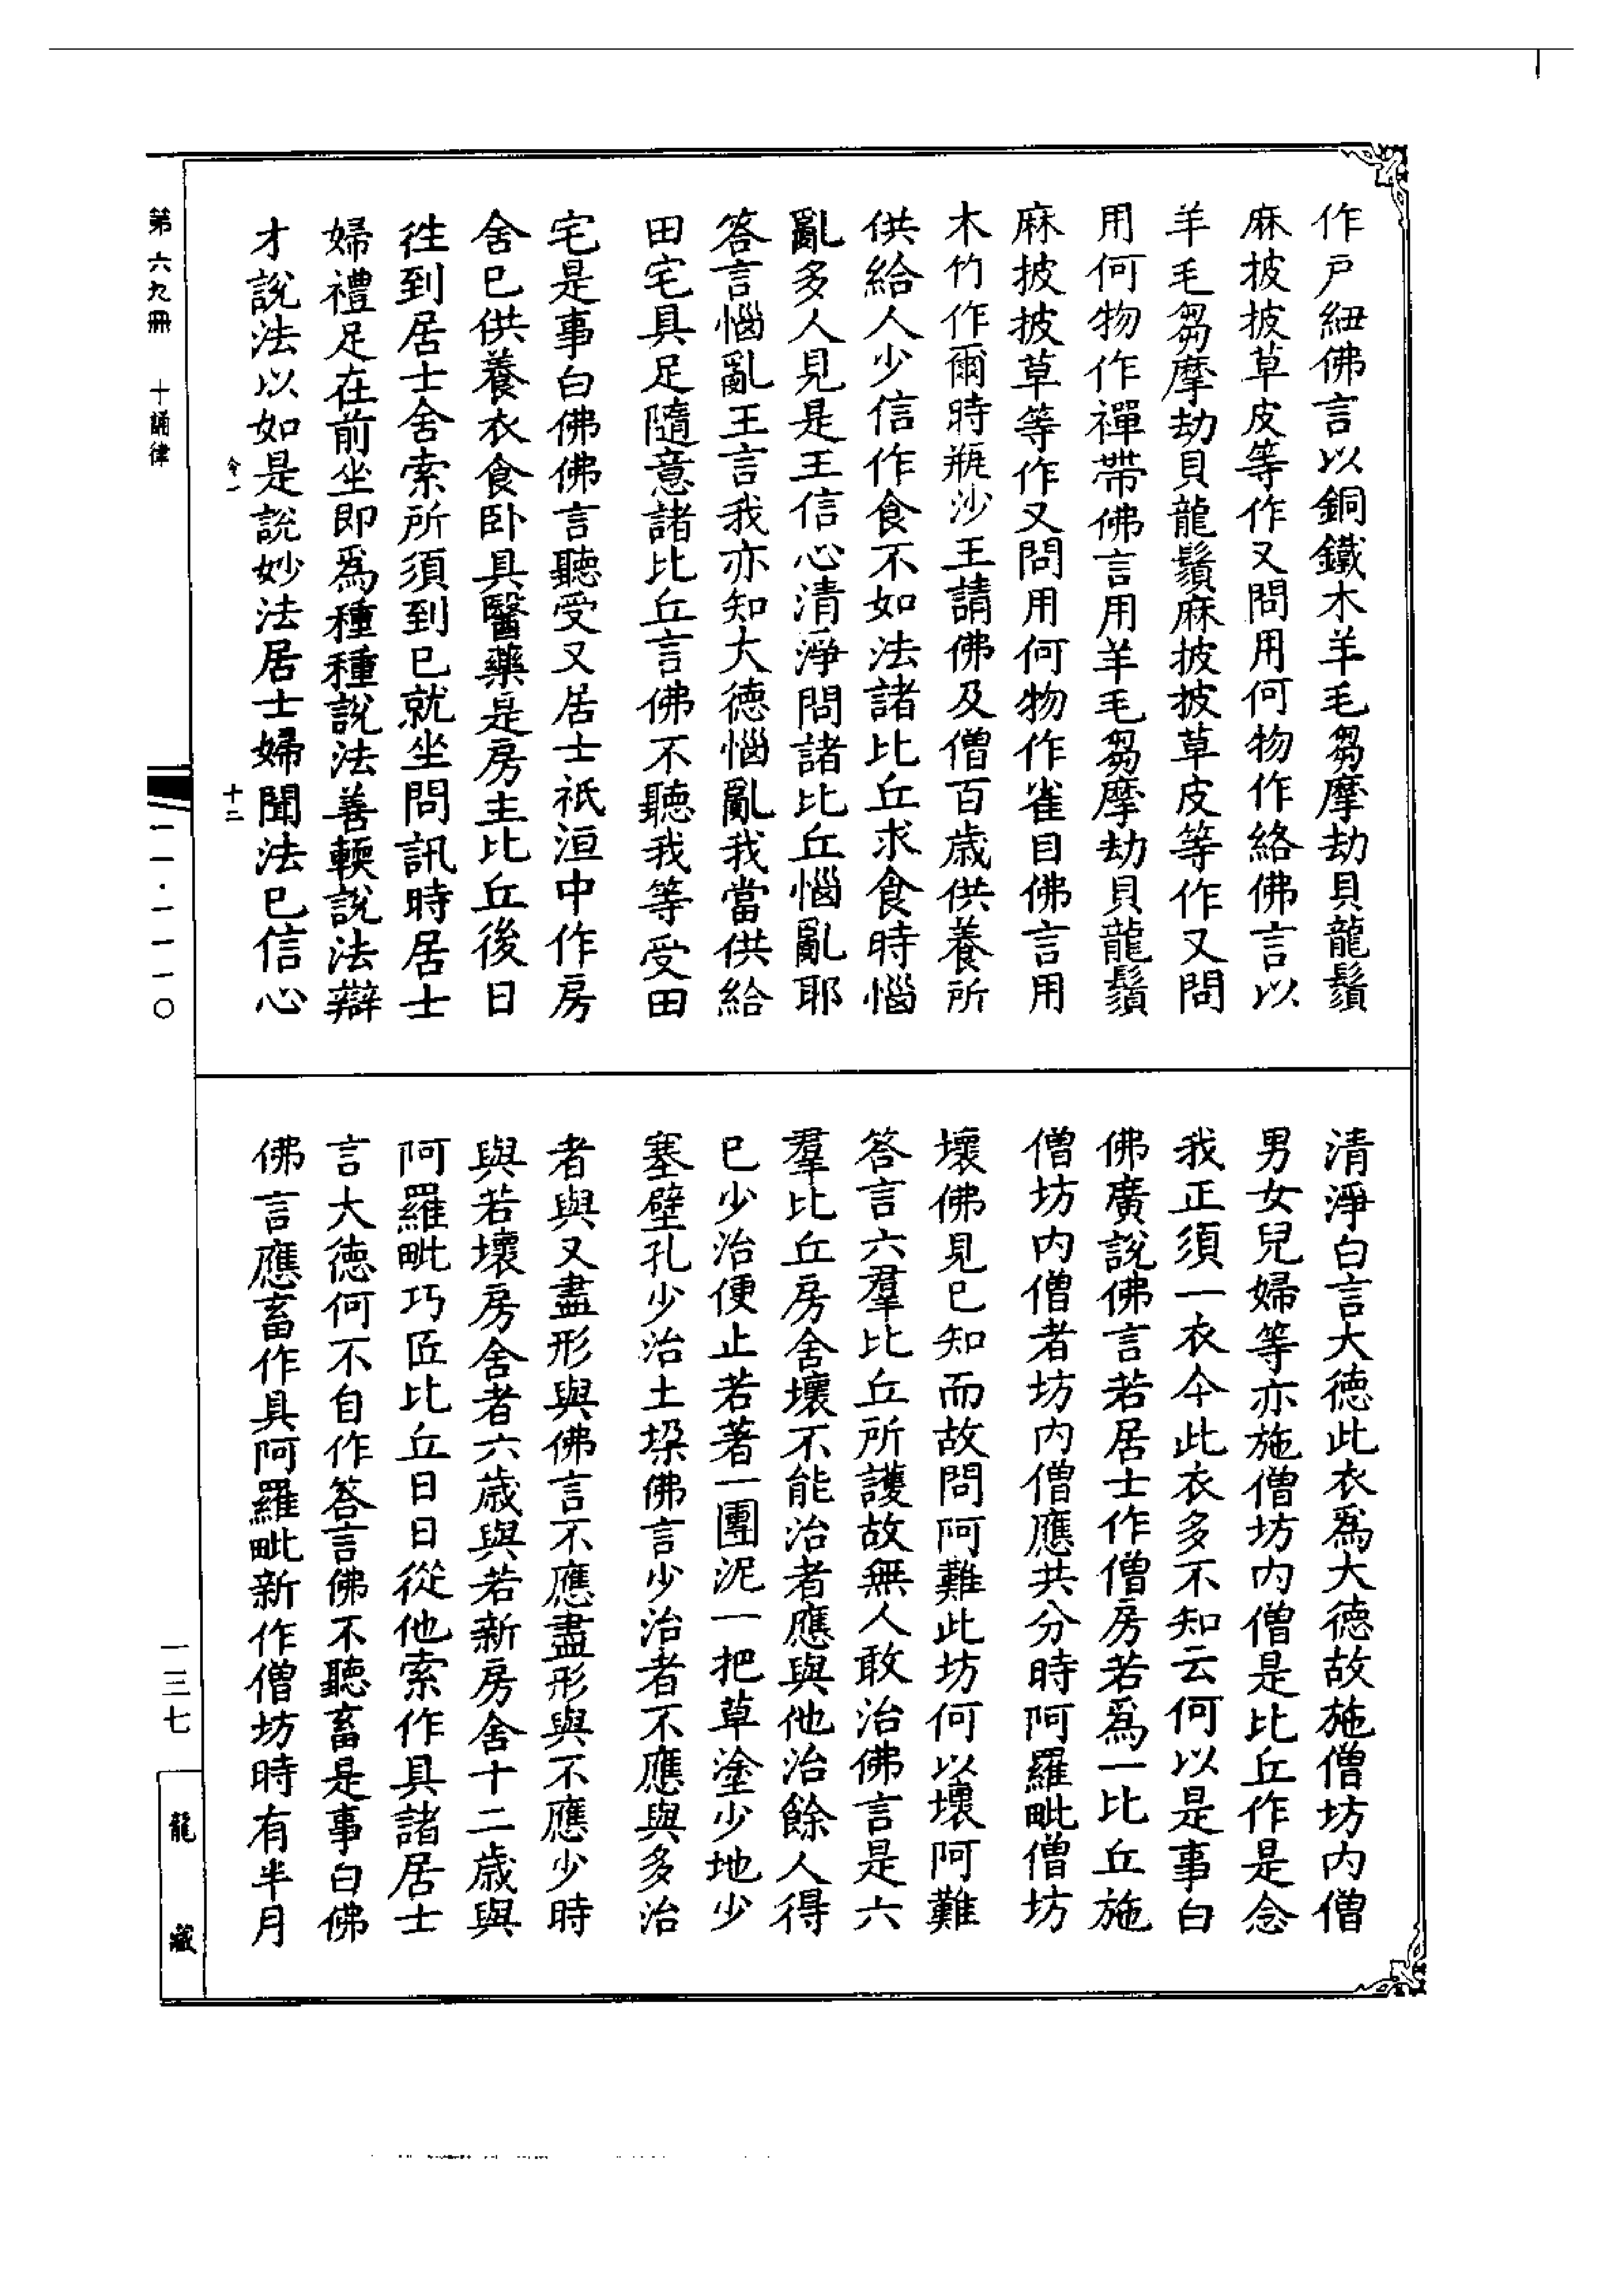 作戸紐佛言以銅鐵木羊毛芻摩劫貝龍鬚
麻披披草皮等作又問用何物作絡佛言以
羊毛芻摩劫貝龍鬚麻披披草皮等作又問
用何物作禪帶佛言用羊毛芻摩劫貝龍鬚
麻披披草等作又問用何物作雀目佛言用
木竹作爾時瓶沙王請佛及僧百歲供養所
供給人少信作食不如法諸比丘求食時惱
亂多人見是王信心清淨問諸比丘惱亂耶
答言惱亂王言我亦知大德惱亂我當供給
田宅具足隨意諸比丘言佛不聽我等受田
宅是事白佛佛言聽受又居士祇洹中作房
舍已供養衣食卧具醫藥是房主比丘後日
徃到居士舍索所須到已就坐問訊時居士
婦禮足在前坐即爲種種說法善輭說法辯
才說法以如是說妙法居士婦聞法已信心
清淨白言大德此衣爲大德故施僧坊內僧
男女兒婦等亦施僧坊內僧是比丘作是念
我正須一衣今此衣多不知云何以是事白
佛廣說佛言若居士作僧房若爲一比丘施
僧坊內僧者坊內僧應共分時阿羅毗僧坊
壞佛見已知而故問阿難此坊何以壞阿難
答言六羣比丘所護故無人敢治佛言是六
羣比丘房舍壞不能治者應與他治餘人得
已少治便止若著一團泥一把草塗少地少
塞壁孔少治土垜佛言少治者不應與多治
者與又盡形與佛言不應盡形與不應少時
與若壞房舍者六歲與若新房舍十二歲與
阿羅毗巧匠比丘日日從他索作具諸居士
言大德何不自作答言佛不聽畜是事白佛
佛言應畜作具阿羅毗新作僧坊時有半月
第六九冊 十誦律
令一 十二
一一·一一一〇
一三七
龍藏